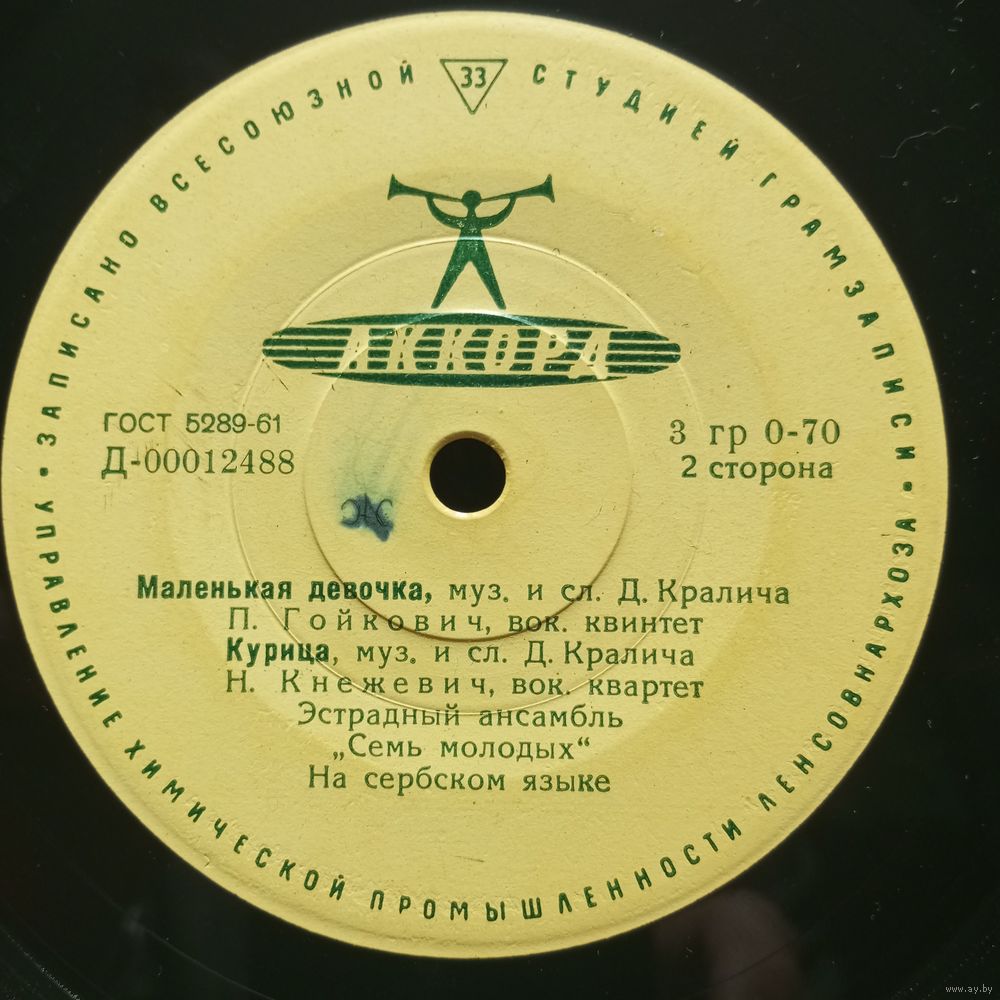 ЗАПИСАНО ВСЕСОЮЗНОЙ 33 СТУДИЕЙ ГРАМЗАПИСИ •
АККОРД
ГОСТ 5289-61
Д-00012488
3 гр 0-70
2 сторона
Маленькая девочка, муз. и сл. Д. Кралича
П. Гойкович, вок. квинтет
Курица, муз. и сл. Д. Кралича
Н. Кнежевич, вок. квартет
Эстрадный ансамбль
„Семь молодых“
На сербском языке
УПРАВЛЕНИЕ ХИМИЧЕСКОЙ ПРОМЫШЛЕННОСТИ ЛЕНСОВНАРХОЗА •
www.ay.by